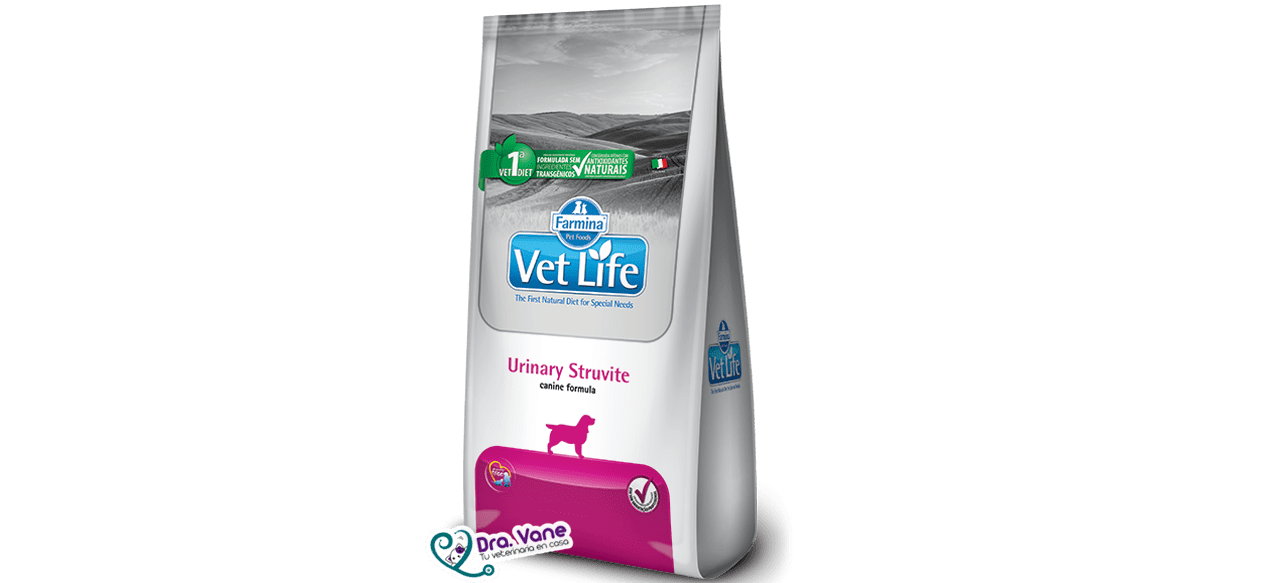 1ª
VET DIET
FORMULADA SEM
INGREDIENTES
TRANSGÊNICOS
ANTIOXIDANTES
NATURAIS
Farmina
Pet Foods
Vet Life
The First Natural Diet for Special Needs
Urinary Struvite
canine formula
Farmina
Vet Life
Dra. Vane
Tu veterinaria en casa